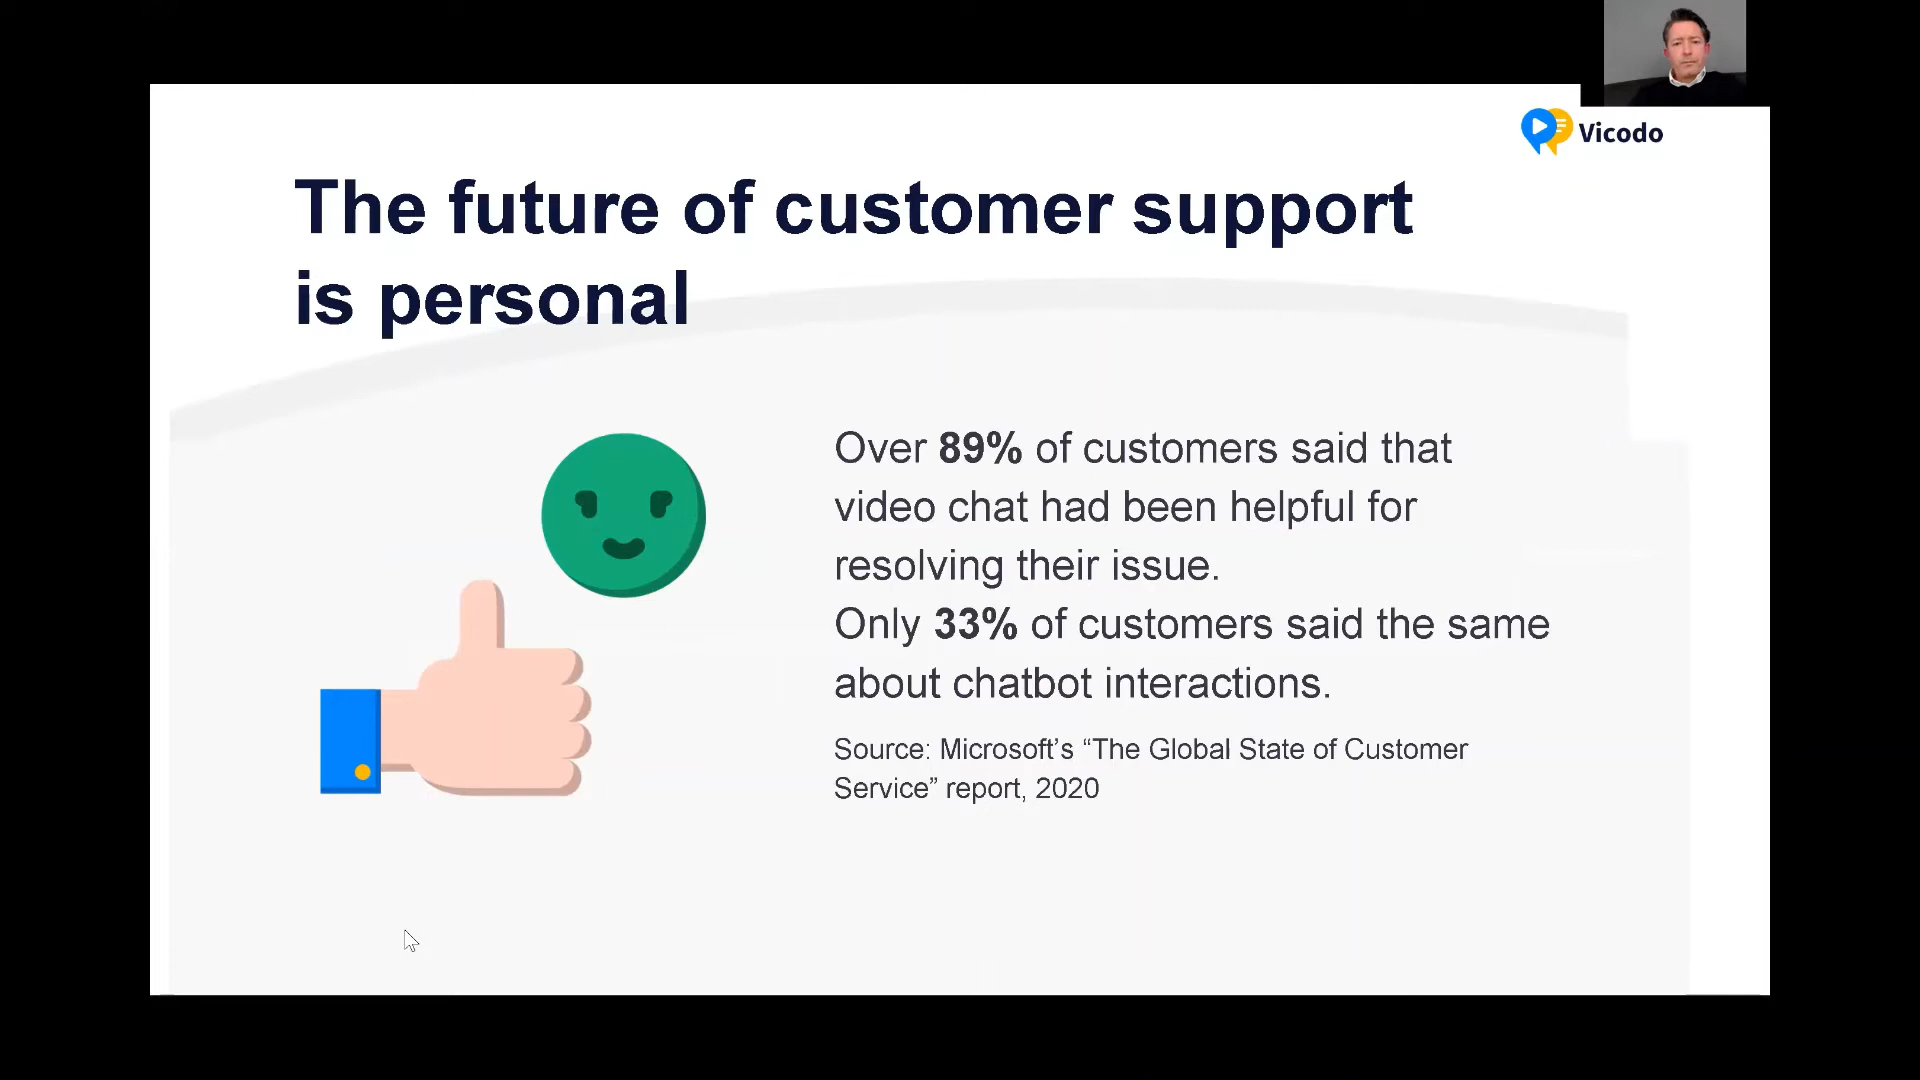 Vicodo
The future of customer support
is personal
Over 89% of customers said that
video chat had been helpful for
resolving their issue.
Only 33% of customers said the same
about chatbot interactions.
Source: Microsoft’s “The Global State of Customer
Service” report, 2020